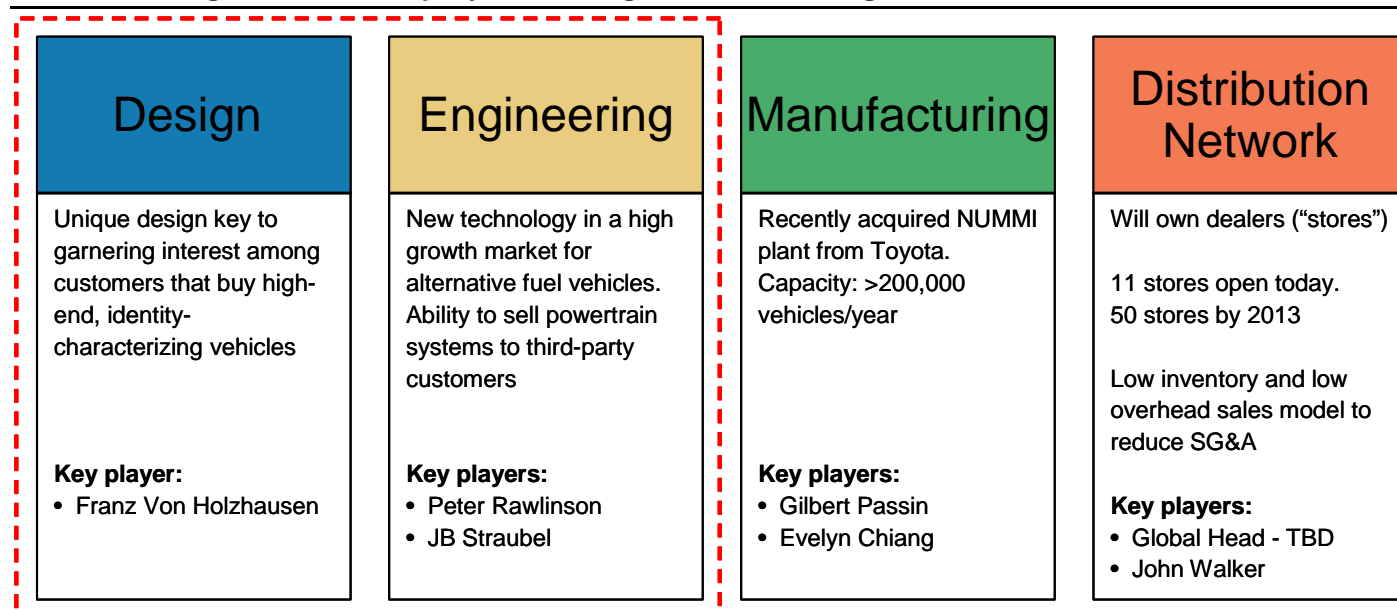 Design
Unique design key to
garnering interest among
customers that buy high-
end, identity-
characterizing vehicles
Key player:
• Franz Von Holzhausen
Engineering
New technology in a high
growth market for
alternative fuel vehicles.
Ability to sell powertrain
systems to third-party
customers
Key players:
• Peter Rawlinson
• JB Straubel
Manufacturing
Recently acquired NUMMI
plant from Toyota.
Capacity: >200,000
vehicles/year
Key players:
• Gilbert Passin
• Evelyn Chiang
Distribution
Network
Will own dealers (“stores”)
11 stores open today.
50 stores by 2013
Low inventory and low
overhead sales model to
reduce SG&A
Key players:
• Global Head - TBD
• John Walker